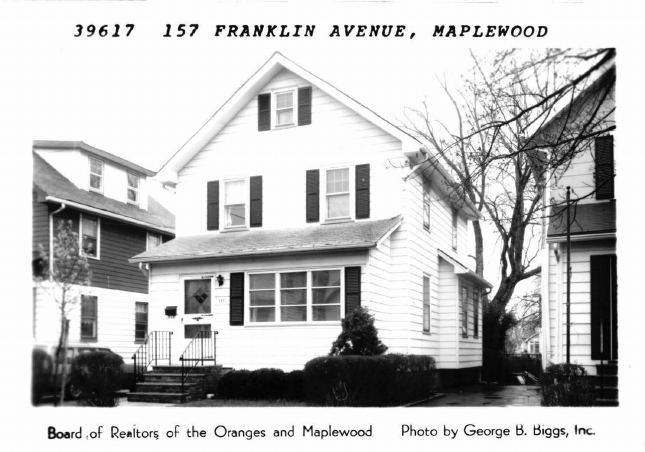 39617 157 FRANKLIN AVENUE, MAPLEWOOD
Board of Realtors of the Oranges and Maplewood Photo by George B. Biggs, Inc.